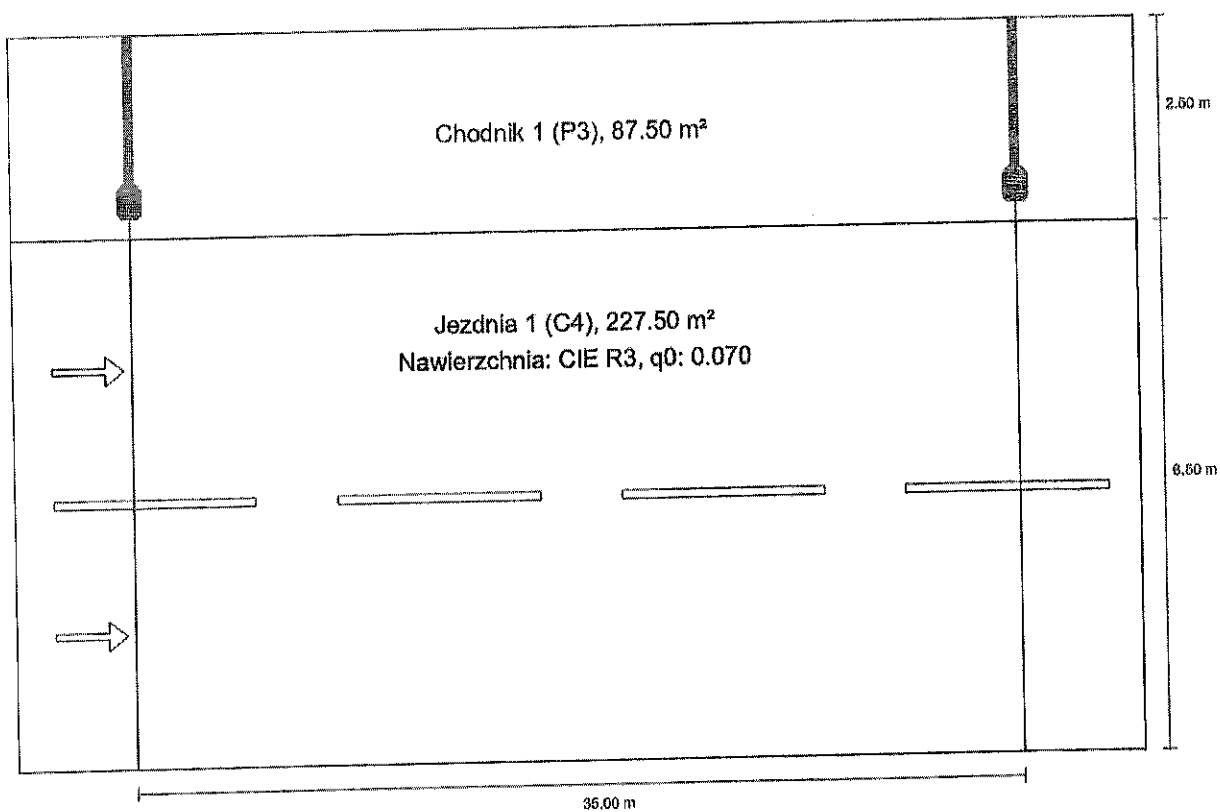 2.50 m
Chodnik 1 (P3), 87.50 m²
Jezdnia 1 (C4), 227.50 m²
Nawierzchnia: CIE R3, q0: 0.070
6.50 m
35.00 m